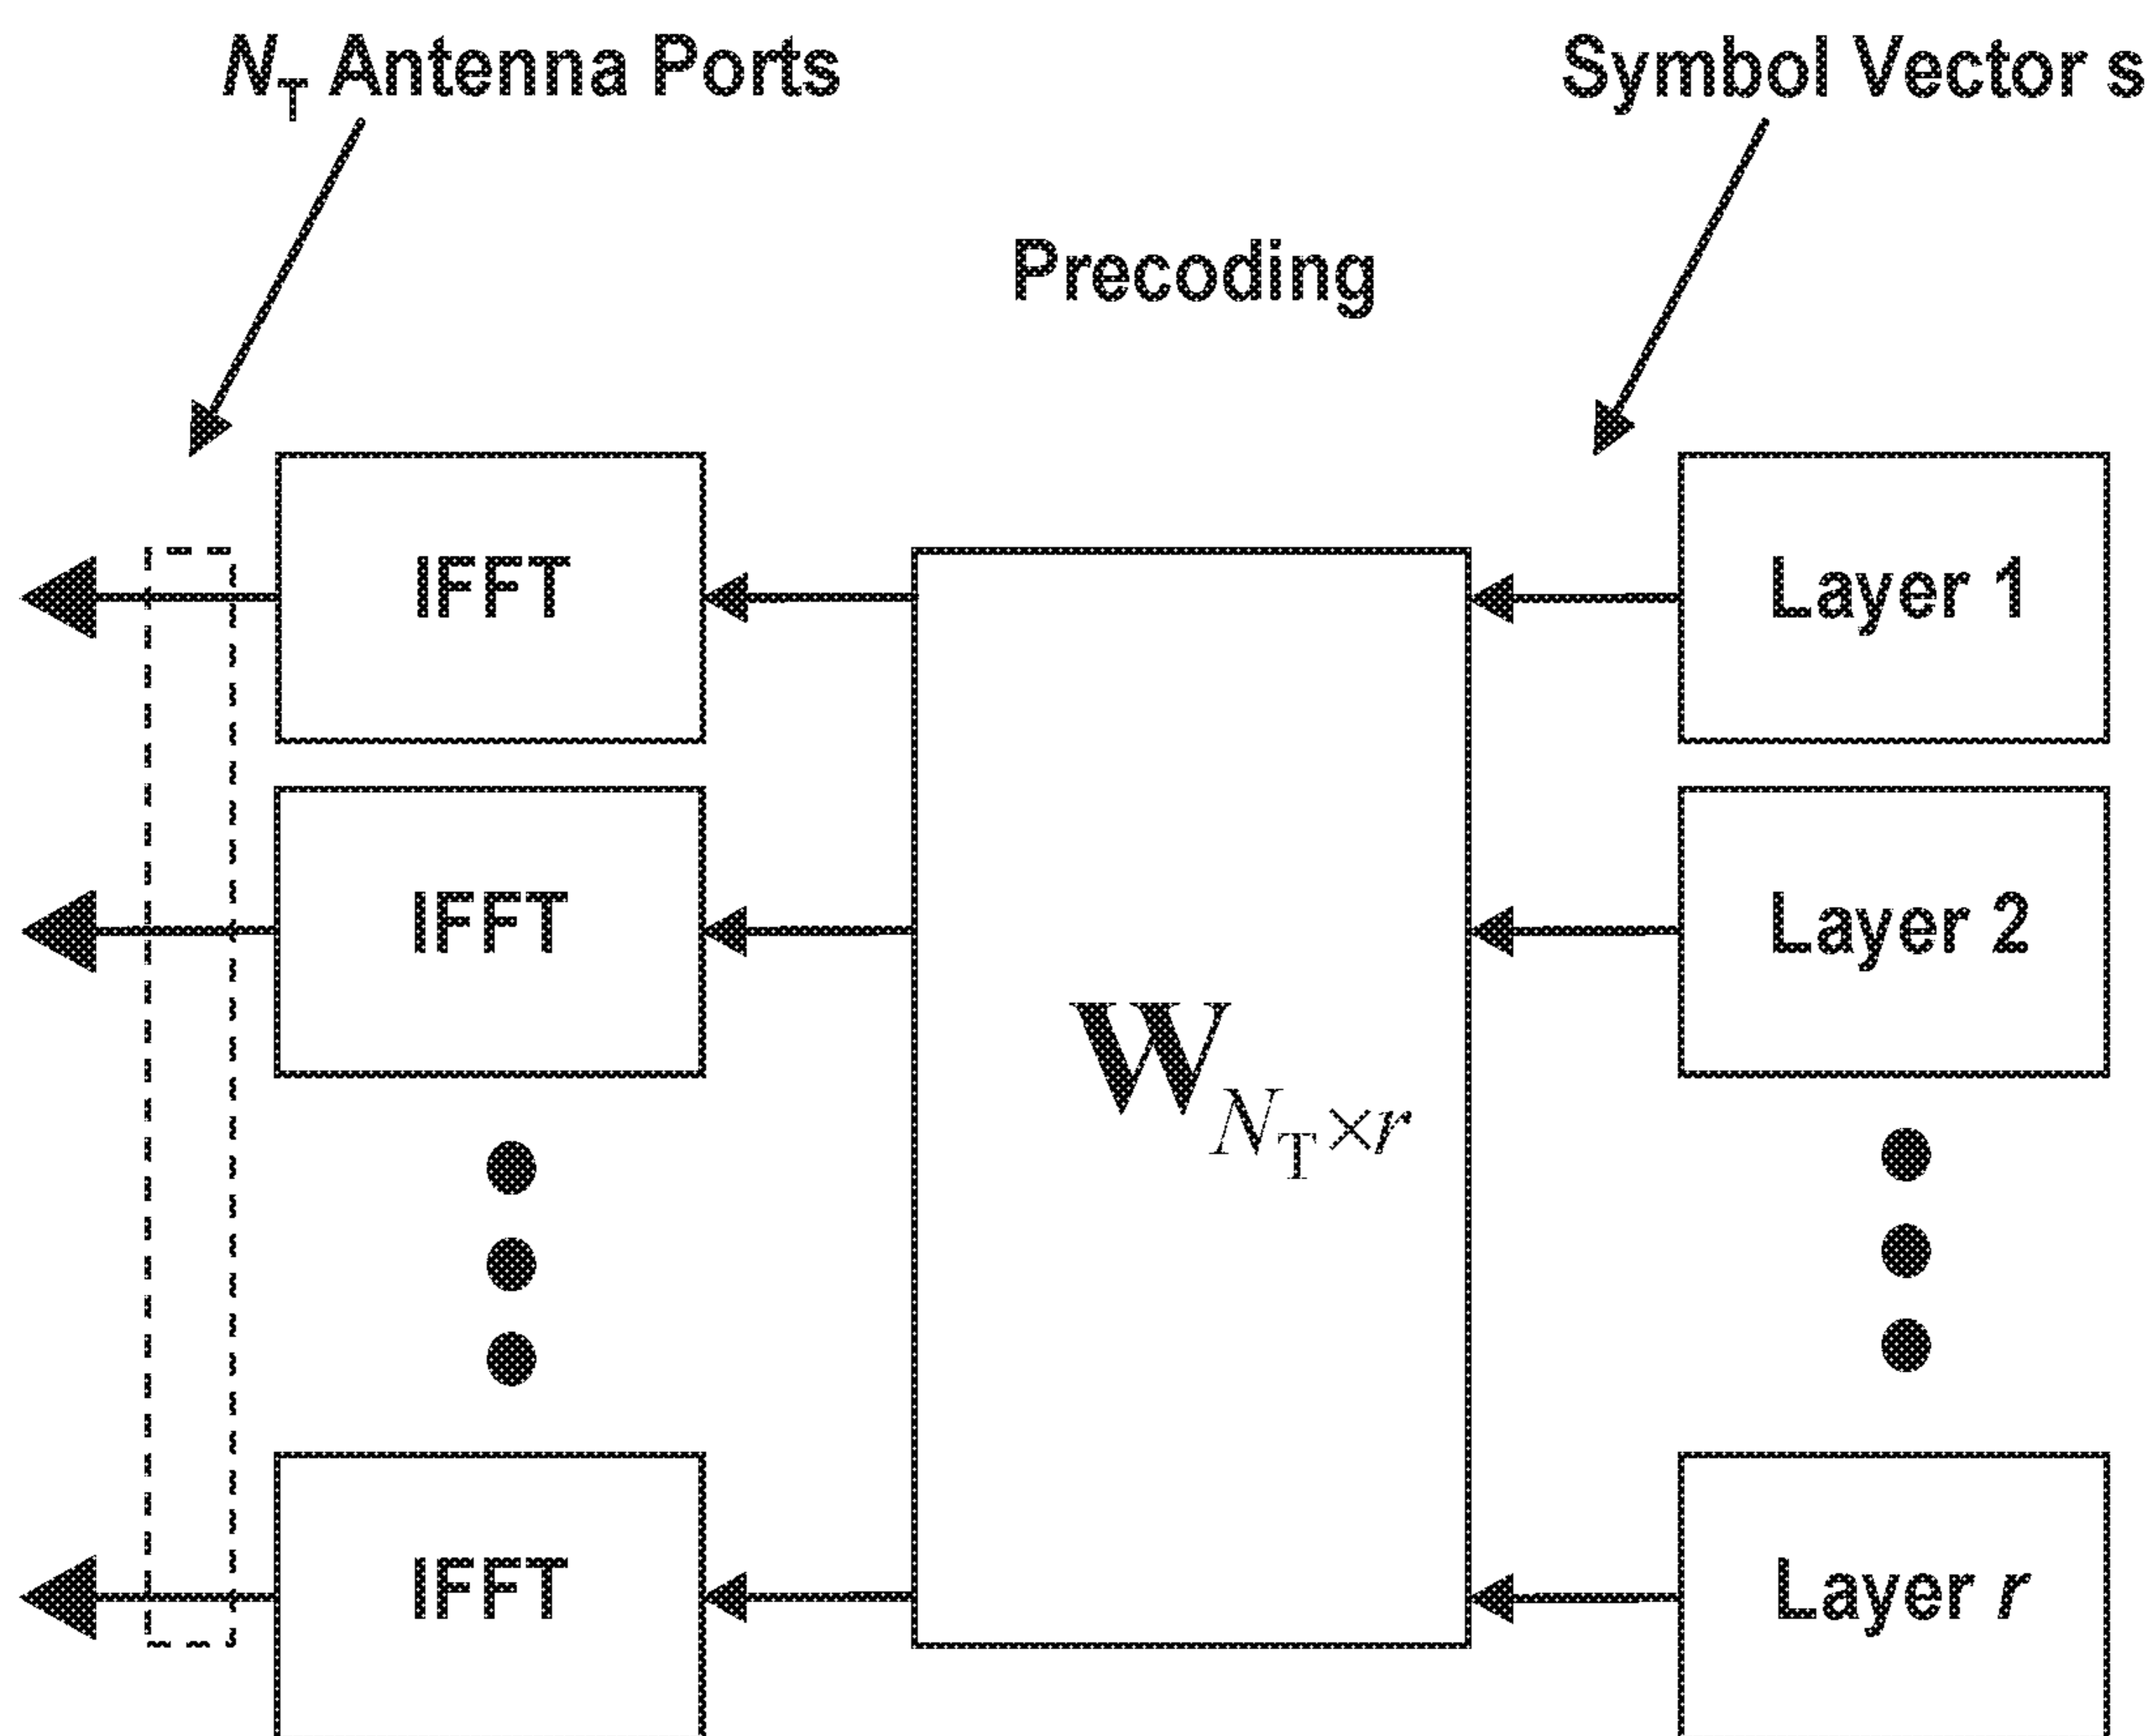 N_T Antenna Ports
Symbol Vector s
Precoding
IFFT
Layer 1
IFFT
Layer 2
W_{N_T×r}
IFFT
Layer r